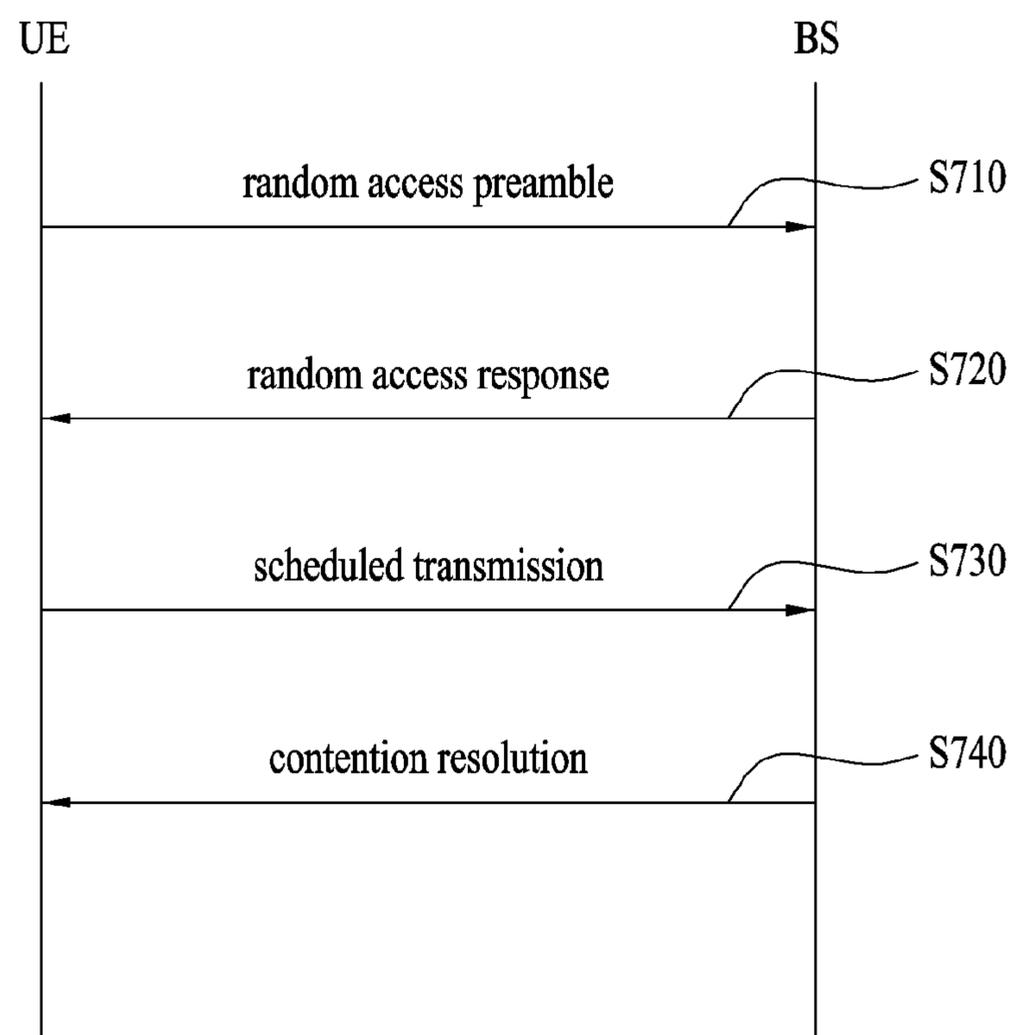 UE
BS
random access preamble
S710
random access response
S720
scheduled transmission
S730
contention resolution
S740